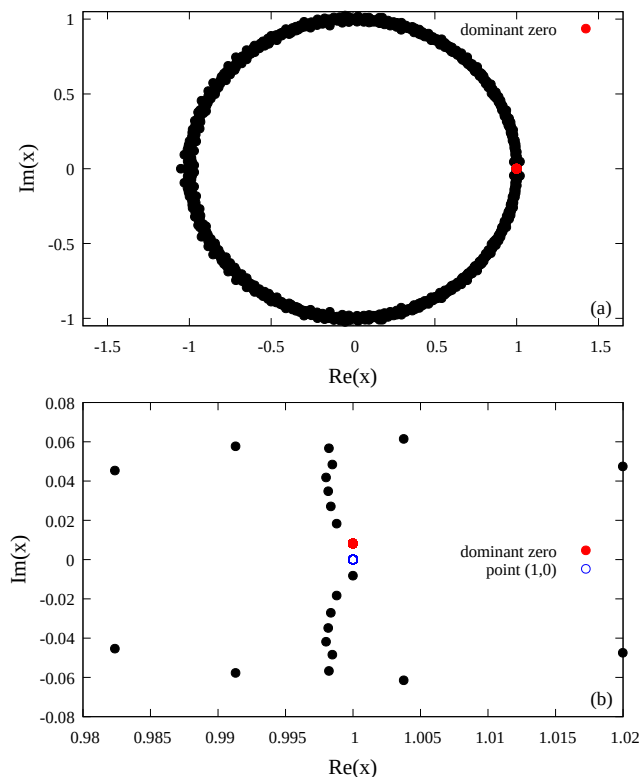 1
0.5
0
-0.5
-1
Im(x)
dominant zero
(a)
-1.5 -1 -0.5 0 0.5 1 1.5
Re(x)
0.08
0.06
0.04
0.02
0
-0.02
-0.04
-0.06
-0.08
Im(x)
dominant zero
point (1,0)
(b)
0.98 0.985 0.99 0.995 1 1.005 1.01 1.015 1.02
Re(x)